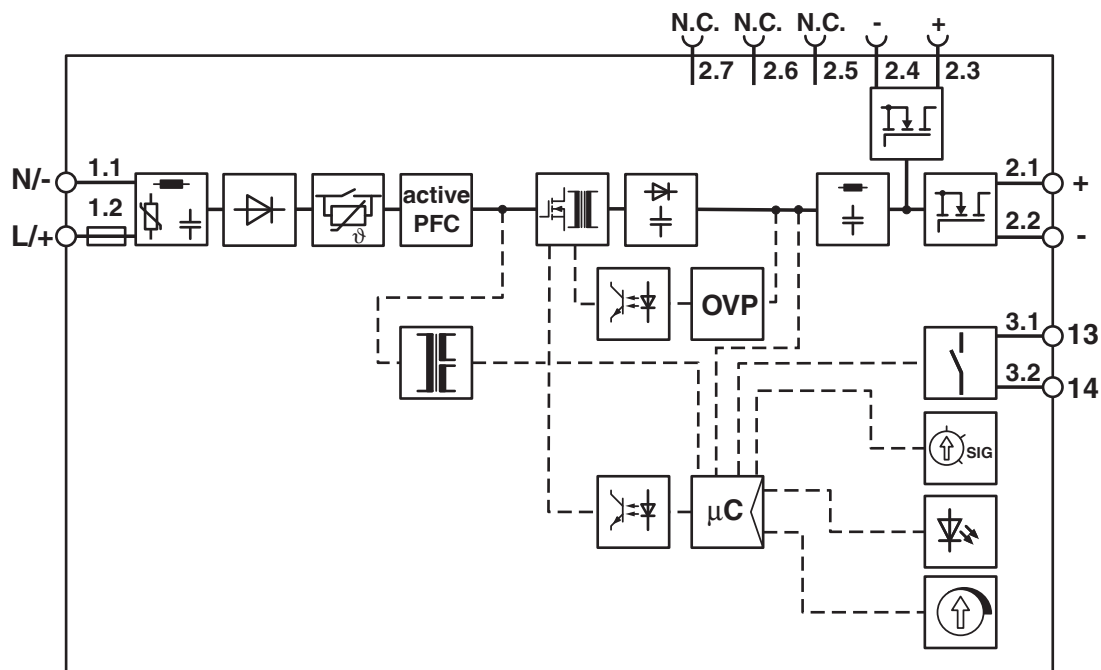 N.C. N.C. N.C. - +
2.7 2.6 2.5 2.4 2.3
N/- 1.1
1.2
L/+
ϑ
active
PFC
2.1 +
2.2 -
OVP
3.1 13
3.2 14
SIG
µC